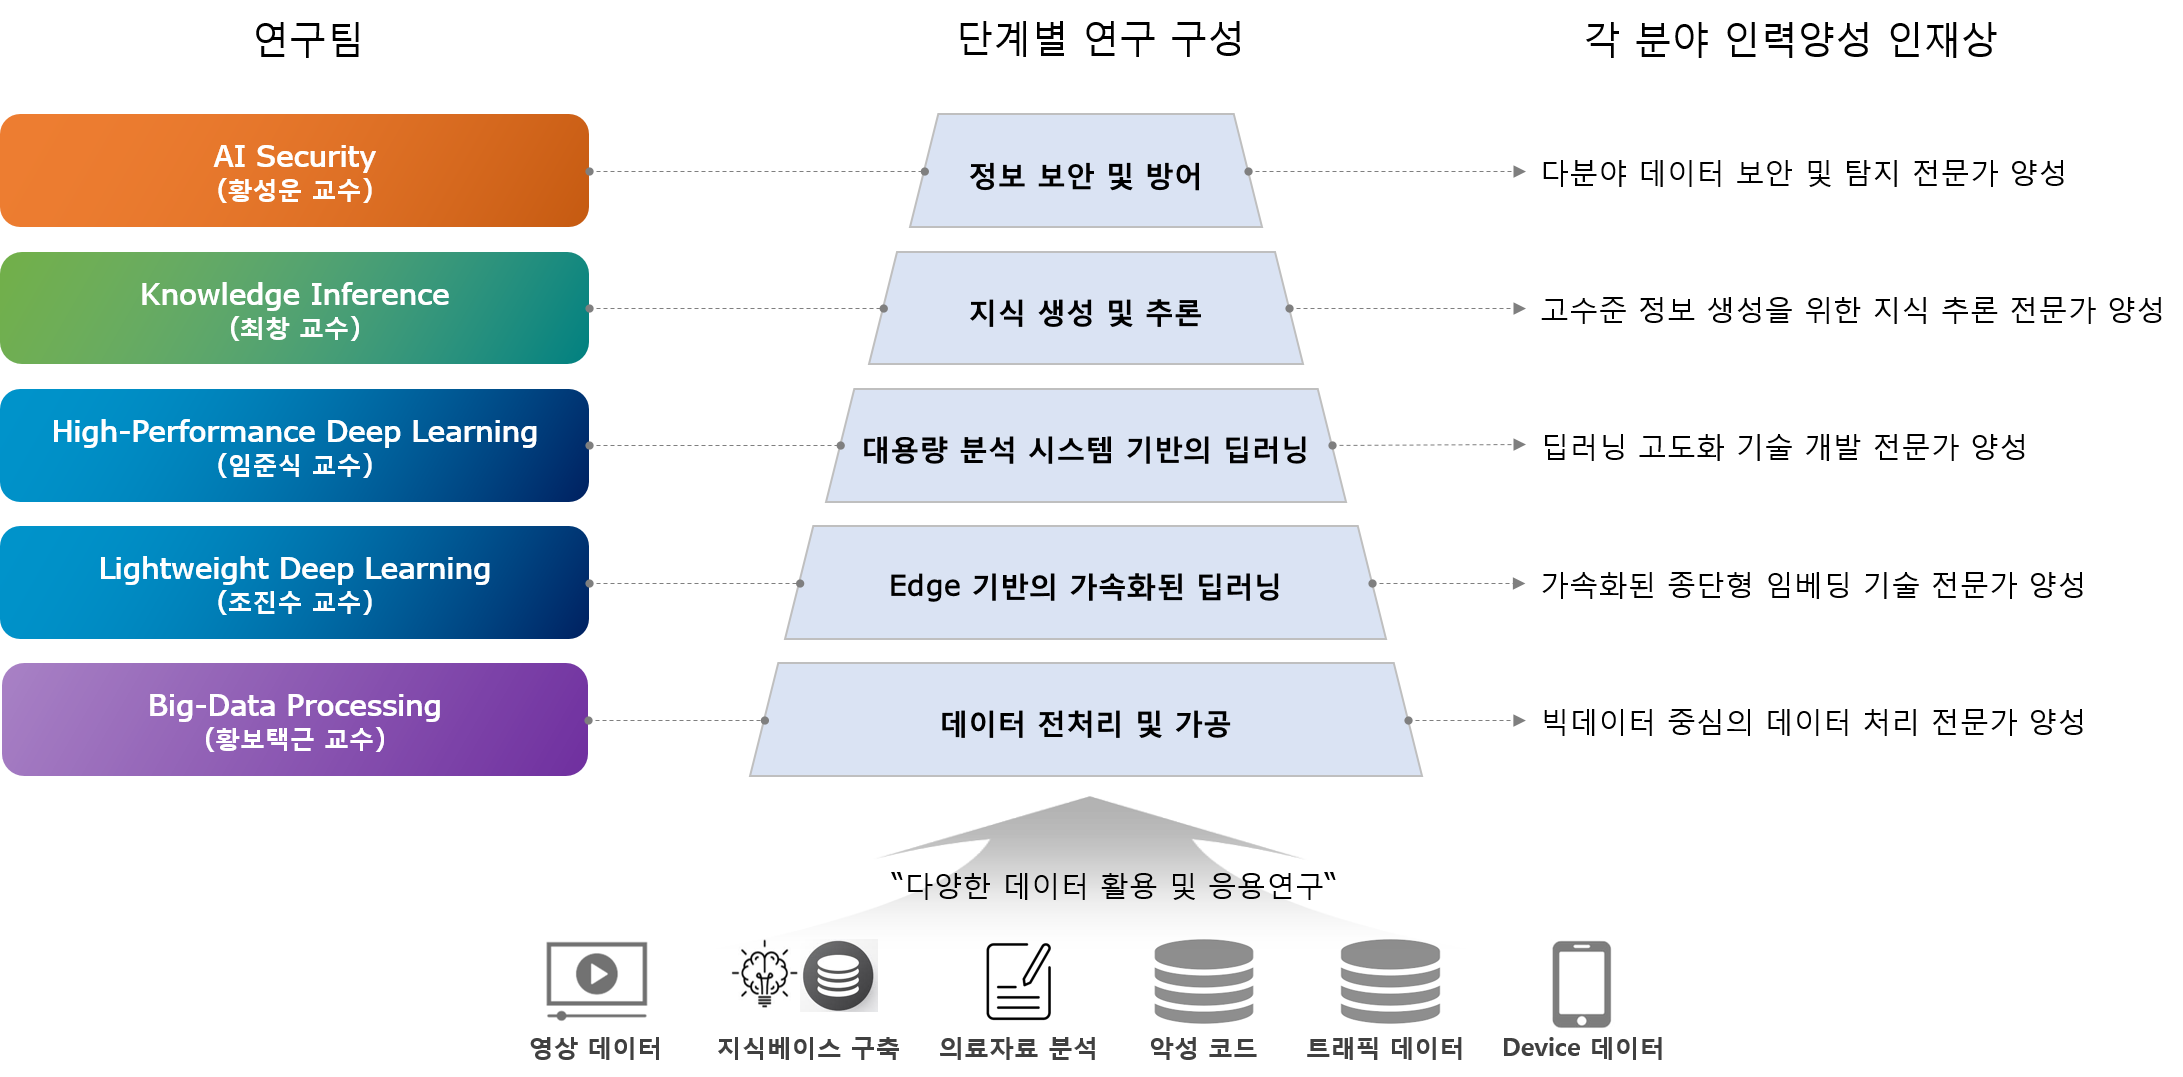 연구팀
단계별 연구 구성
각 분야 인력양성 인재상
AI Security
(황성운 교수)
정보 보안 및 방어
다분야 데이터 보안 및 탐지 전문가 양성
Knowledge Inference
(최창 교수)
지식 생성 및 추론
고수준 정보 생성을 위한 지식 추론 전문가 양성
High-Performance Deep Learning
(임준식 교수)
대용량 분석 시스템 기반의 딥러닝
딥러닝 고도화 기술 개발 전문가 양성
Lightweight Deep Learning
(조진수 교수)
Edge 기반의 가속화된 딥러닝
가속화된 종단형 임베딩 기술 전문가 양성
Big-Data Processing
(황보택근 교수)
데이터 전처리 및 가공
빅데이터 중심의 데이터 처리 전문가 양성
“다양한 데이터 활용 및 응용연구“
영상 데이터
지식베이스 구축
의료자료 분석
악성 코드
트래픽 데이터
Device 데이터